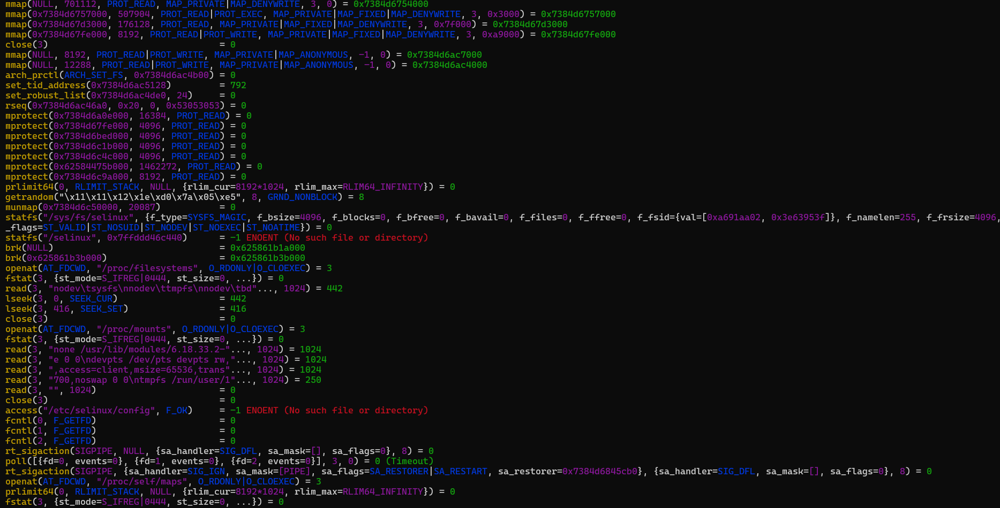 mmap(NULL, 701112, PROT_READ, MAP_PRIVATE|MAP_DENYWRITE, 3, 0) = 0x7384d6754000
mmap(0x7384d6757000, 507904, PROT_READ|PROT_EXEC, MAP_PRIVATE|MAP_FIXED|MAP_DENYWRITE, 3, 0x3000) = 0x7384d6757000
mmap(0x7384d67d3000, 176128, PROT_READ, MAP_PRIVATE|MAP_FIXED|MAP_DENYWRITE, 3, 0x7f000) = 0x7384d67d3000
mmap(0x7384d67fe000, 8192, PROT_READ|PROT_WRITE, MAP_PRIVATE|MAP_FIXED|MAP_DENYWRITE, 3, 0xa9000) = 0x7384d67fe000
close(3)                                = 0
mmap(NULL, 8192, PROT_READ|PROT_WRITE, MAP_PRIVATE|MAP_ANONYMOUS, -1, 0) = 0x7384d6ac7000
mmap(NULL, 12288, PROT_READ|PROT_WRITE, MAP_PRIVATE|MAP_ANONYMOUS, -1, 0) = 0x7384d6ac4000
arch_prctl(ARCH_SET_FS, 0x7384d6ac4b00) = 0
set_tid_address(0x7384d6ac5128)         = 792
set_robust_list(0x7384d6ac4de0, 24)     = 0
rseq(0x7384d6ac46a0, 0x20, 0, 0x53053053) = 0
mprotect(0x7384d6a0e000, 16384, PROT_READ) = 0
mprotect(0x7384d67fe000, 4096, PROT_READ) = 0
mprotect(0x7384d6bed000, 4096, PROT_READ) = 0
mprotect(0x7384d6c1b000, 4096, PROT_READ) = 0
mprotect(0x7384d6c4c000, 4096, PROT_READ) = 0
mprotect(0x62584475b000, 1462272, PROT_READ) = 0
mprotect(0x7384d6c9a000, 8192, PROT_READ) = 0
prlimit64(0, RLIMIT_STACK, NULL, {rlim_cur=8192*1024, rlim_max=RLIM64_INFINITY}) = 0
getrandom("\x11\x11\x12\x1e\xd0\x7a\x05\xe5", 8, GRND_NONBLOCK) = 8
munmap(0x7384d6c50000, 20087)           = 0
statfs("/sys/fs/selinux", {f_type=SYSFS_MAGIC, f_bsize=4096, f_blocks=0, f_bfree=0, f_bavail=0, f_files=0, f_ffree=0, f_fsid={val=[0xa691aa02, 0x3e63953f]}, f_namelen=255, f_frsize=4096,
_flags=ST_VALID|ST_NOSUID|ST_NODEV|ST_NOEXEC|ST_NOATIME}) = 0
statfs("/selinux", 0x7ffddd46c440)      = -1 ENOENT (No such file or directory)
brk(NULL)                               = 0x625861b1a000
brk(0x625861b3b000)                     = 0x625861b3b000
openat(AT_FDCWD, "/proc/filesystems", O_RDONLY|O_CLOEXEC) = 3
fstat(3, {st_mode=S_IFREG|0444, st_size=0, ...}) = 0
read(3, "nodev\tsysfs\nnodev\ttmpfs\nnodev\tbd"..., 1024) = 442
lseek(3, 0, SEEK_CUR)                   = 442
lseek(3, 416, SEEK_SET)                 = 416
close(3)                                = 0
openat(AT_FDCWD, "/proc/mounts", O_RDONLY|O_CLOEXEC) = 3
fstat(3, {st_mode=S_IFREG|0444, st_size=0, ...}) = 0
read(3, "none /usr/lib/modules/6.18.33.2-"..., 1024) = 1024
read(3, "e 0 0\ndevpts /dev/pts devpts rw,"..., 1024) = 1024
read(3, ",access=client,msize=65536,trans"..., 1024) = 1024
read(3, "700,noswap 0 0\ntmpfs /run/user/1"..., 1024) = 250
read(3, "", 1024)                       = 0
close(3)                                = 0
access("/etc/selinux/config", F_OK)     = -1 ENOENT (No such file or directory)
fcntl(0, F_GETFD)                       = 0
fcntl(1, F_GETFD)                       = 0
fcntl(2, F_GETFD)                       = 0
rt_sigaction(SIGPIPE, NULL, {sa_handler=SIG_DFL, sa_mask=[], sa_flags=0}, 8) = 0
poll([{fd=0, events=0}, {fd=1, events=0}, {fd=2, events=0}], 3, 0) = 0 (Timeout)
rt_sigaction(SIGPIPE, {sa_handler=SIG_IGN, sa_mask=[PIPE], sa_flags=SA_RESTORER|SA_RESTART, sa_restorer=0x7384d6845cb0}, {sa_handler=SIG_DFL, sa_mask=[], sa_flags=0}, 8) = 0
openat(AT_FDCWD, "/proc/self/maps", O_RDONLY|O_CLOEXEC) = 3
prlimit64(0, RLIMIT_STACK, NULL, {rlim_cur=8192*1024, rlim_max=RLIM64_INFINITY}) = 0
fstat(3, {st_mode=S_IFREG|0444, st_size=0, ...}) = 0